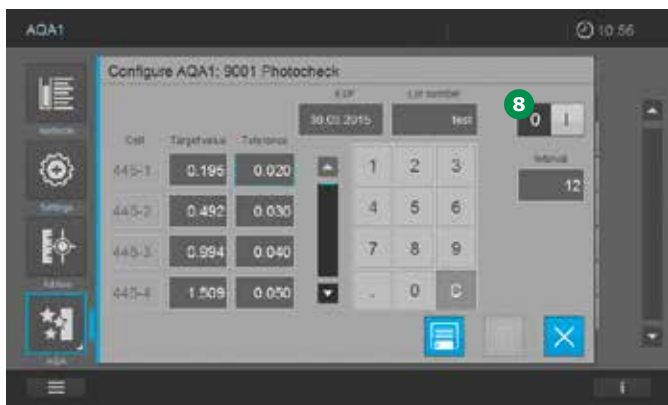 AQA1
10:56
Configure AQA1: 9001 Photocheck
Lot number
30.03.2015
test
8
0
I
Cell
Target value
Tolerance
Interval
12
445-1
0.195
0.020
1
2
3
445-2
0.492
0.030
4
5
6
445-3
0.994
0.040
7
8
9
445-4
1.509
0.050
.
0
C
Settings
AQA
i